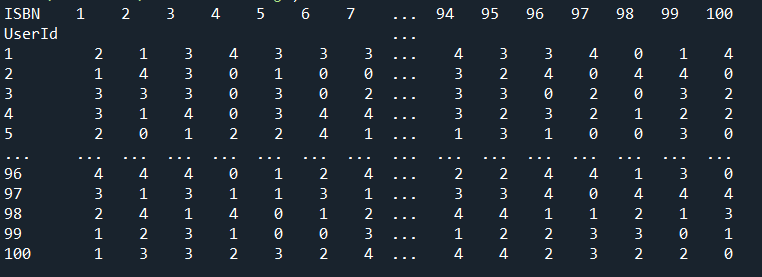 ISBN 1 2 3 4 5 6 7 ... 94 95 96 97 98 99 100
UserId ...
1 2 1 3 4 3 3 3 ... 4 3 3 4 0 1 4
2 1 4 3 0 1 0 0 ... 3 2 4 0 4 4 0
3 3 3 3 0 3 0 2 ... 3 3 0 2 0 3 2
4 3 1 4 0 3 4 4 ... 3 2 3 2 1 2 2
5 2 0 1 2 2 4 1 ... 1 3 1 0 0 3 0
... ... ... ... ... ... ... ... ... ... ... ... ... ... ... ...
96 4 4 4 0 1 2 4 ... 2 2 4 4 1 3 0
97 3 1 3 1 1 3 1 ... 3 3 4 0 4 4 4
98 2 4 1 4 0 1 2 ... 4 4 1 1 2 1 3
99 1 2 3 1 0 0 3 ... 1 2 2 3 3 0 1
100 1 3 3 2 3 2 4 ... 4 4 2 3 2 2 0